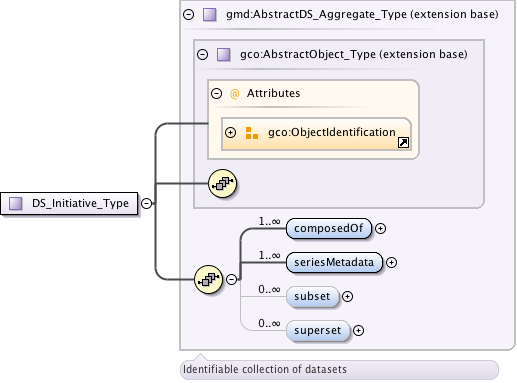 gmd:AbstractDS_Aggregate_Type (extension base)
gco:AbstractObject_Type (extension base)
@ Attributes
gco:ObjectIdentification
DS_Initiative_Type
1..∞ composedOf
1..∞ seriesMetadata
0..∞ subset
0..∞ superset
Identifiable collection of datasets